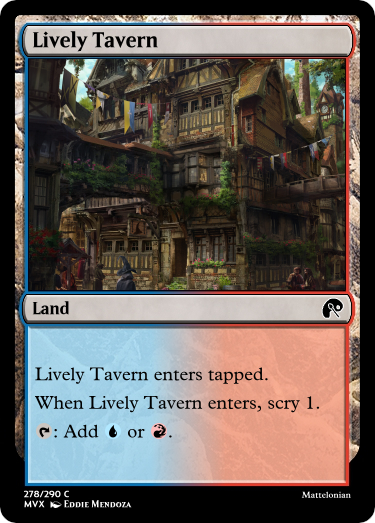 Lively Tavern
Land
Lively Tavern enters tapped.
When Lively Tavern enters, scry 1.
: Add or .
278/290 C
MVX Eddie Mendoza
Mattelonian